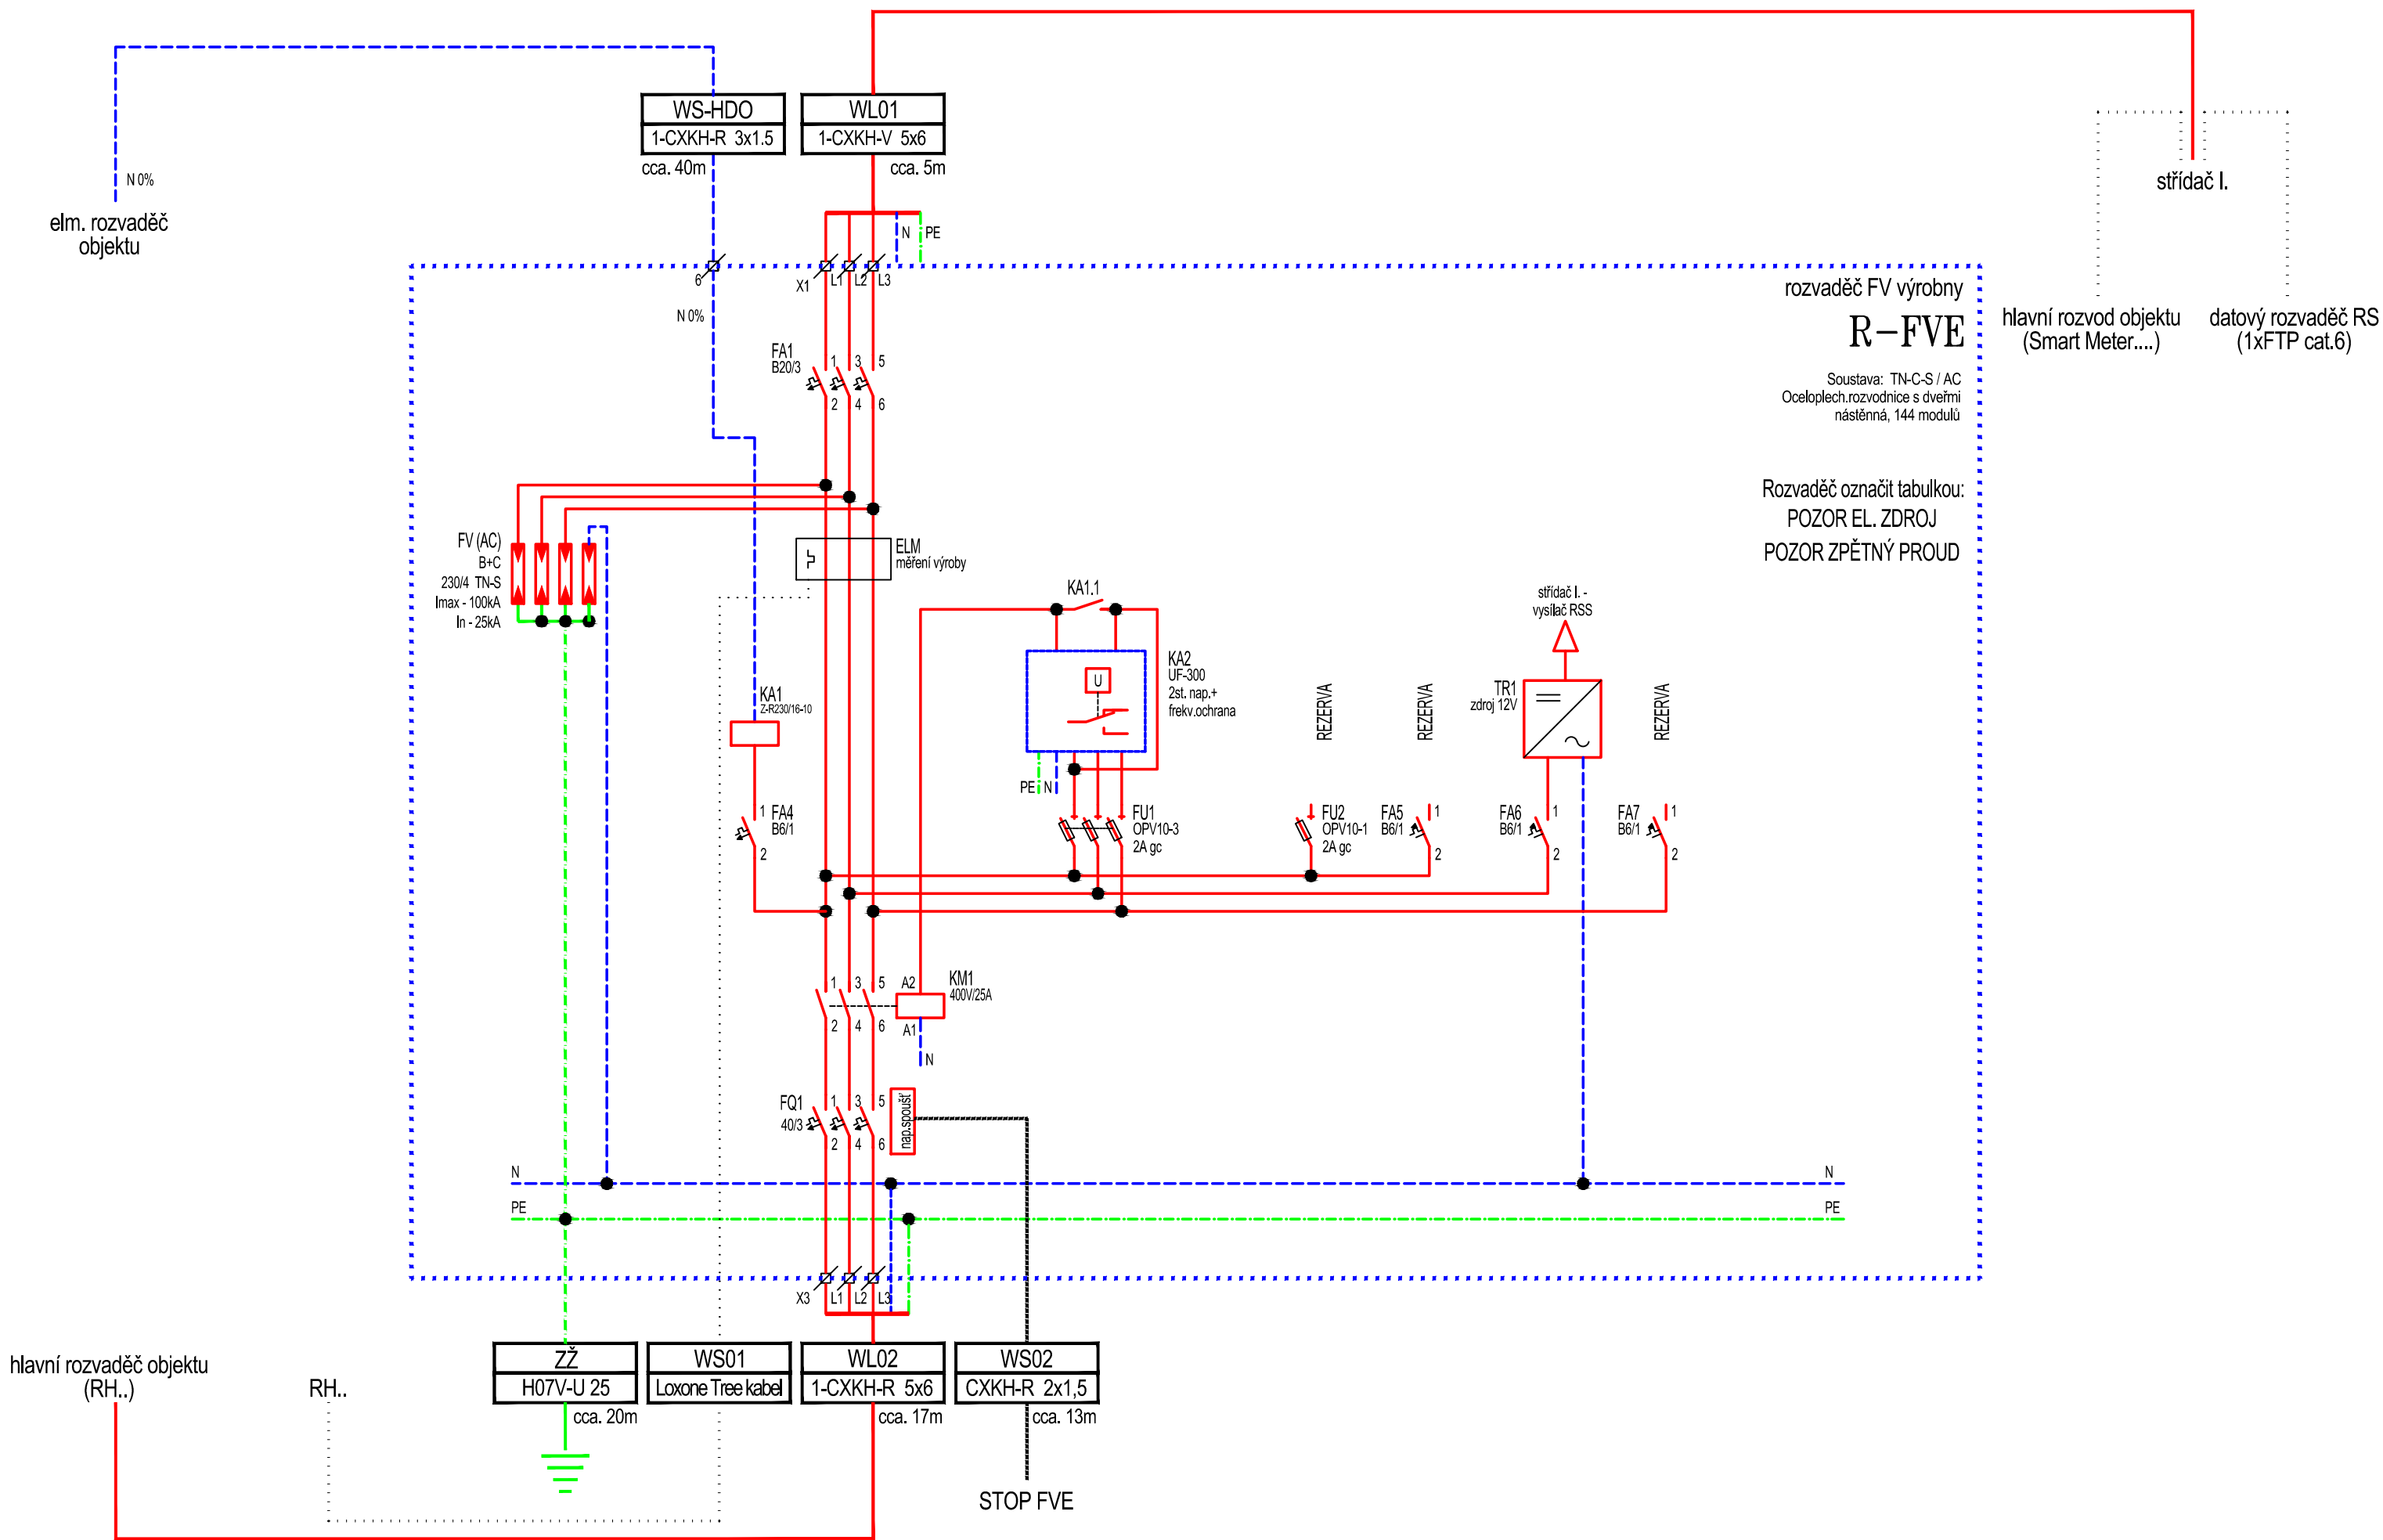 WS-HDO
1-CXKH-R 3x1.5
cca. 40m
WL01
1-CXKH-V 5x6
cca. 5m
N 0%
elm. rozvaděč
objektu
střídač I.
N
PE
6
X1
L1
L2
L3
N 0%
rozvaděč FV výrobny
R-FVE
hlavní rozvod objektu
(Smart Meter....)
datový rozvaděč RS
(1xFTP cat.6)
Soustava: TN-C-S / AC
Oceloplech.rozvodnice s dveřmi
nástěnná, 144 modulů
FA1
B20/3
1
3
5
2
4
6
Rozvaděč označit tabulkou:
POZOR EL. ZDROJ
POZOR ZPĚTNÝ PROUD
FV (AC)
B+C
230/4 TN-S
Imax - 100kA
In - 25kA
ELM
měření výroby
KA1.1
střídač I. -
vysílač RSS
KA2
UF-300
2st. nap.+
frekv.ochrana
U
KA1
Z-R230/16-10
REZERVA
REZERVA
TR1
zdroj 12V
REZERVA
PE
N
1
FA4
B6/1
2
FU1
OPV10-3
2A gc
FU2
OPV10-1
2A gc
FA5
B6/1
1
2
FA6
B6/1
1
2
FA7
B6/1
1
2
1
3
5
A2
KM1
400V/25A
2
4
6
A1
N
FQ1
40/3
1
3
5
2
4
6
nap.spoušť
N
N
PE
PE
X3
L1
L2
L3
hlavní rozvaděč objektu
(RH..)
RH..
ZŽ
H07V-U 25
cca. 20m
WS01
Loxone Tree kabel
WL02
1-CXKH-R 5x6
cca. 17m
WS02
CXKH-R 2x1,5
cca. 13m
STOP FVE